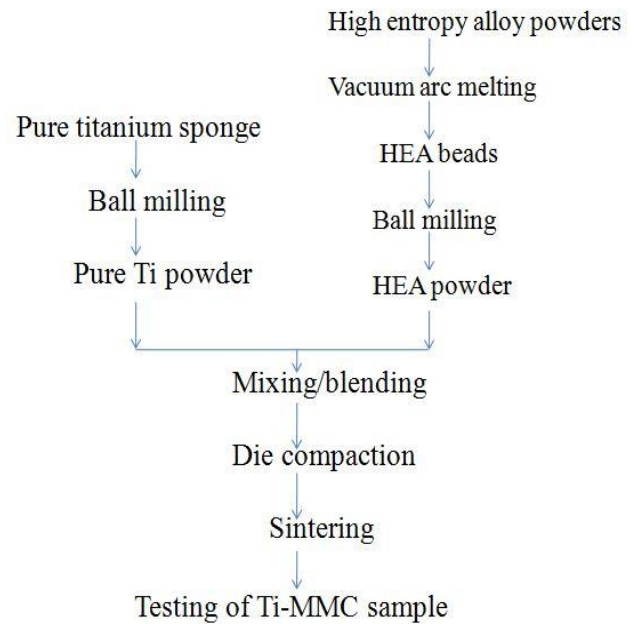 High entropy alloy powders
Vacuum arc melting
Pure titanium sponge
HEA beads
Ball milling
Ball milling
Pure Ti powder
HEA powder
Mixing/blending
Die compaction
Sintering
Testing of Ti-MMC sample